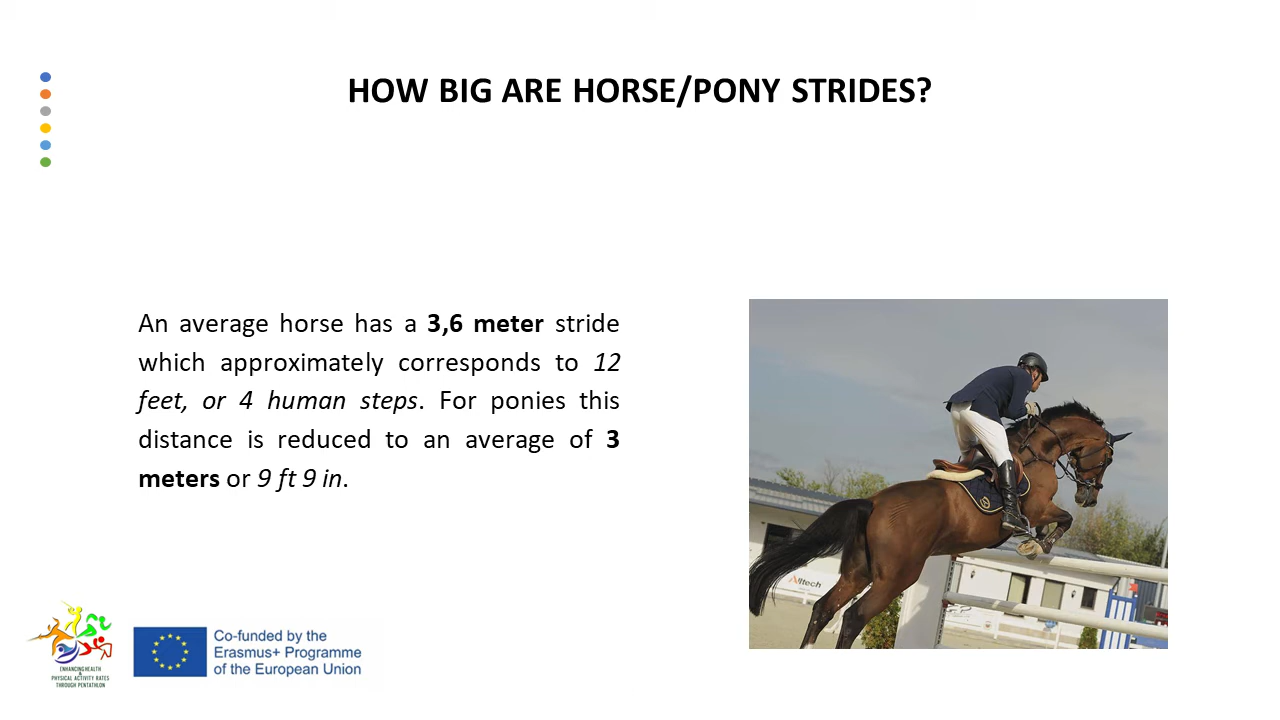 HOW BIG ARE HORSE/PONY STRIDES?
An average horse has a 3,6 meter stride
which approximately corresponds to 12
feet, or 4 human steps. For ponies this
distance is reduced to an average of 3
meters or 9 ft 9 in.
Alltech
ENHANCING HEALTH
&
PHYSICAL ACTIVITY RATES
THROUGH PENTATHLON
Co-funded by the
Erasmus+ Programme
of the European Union